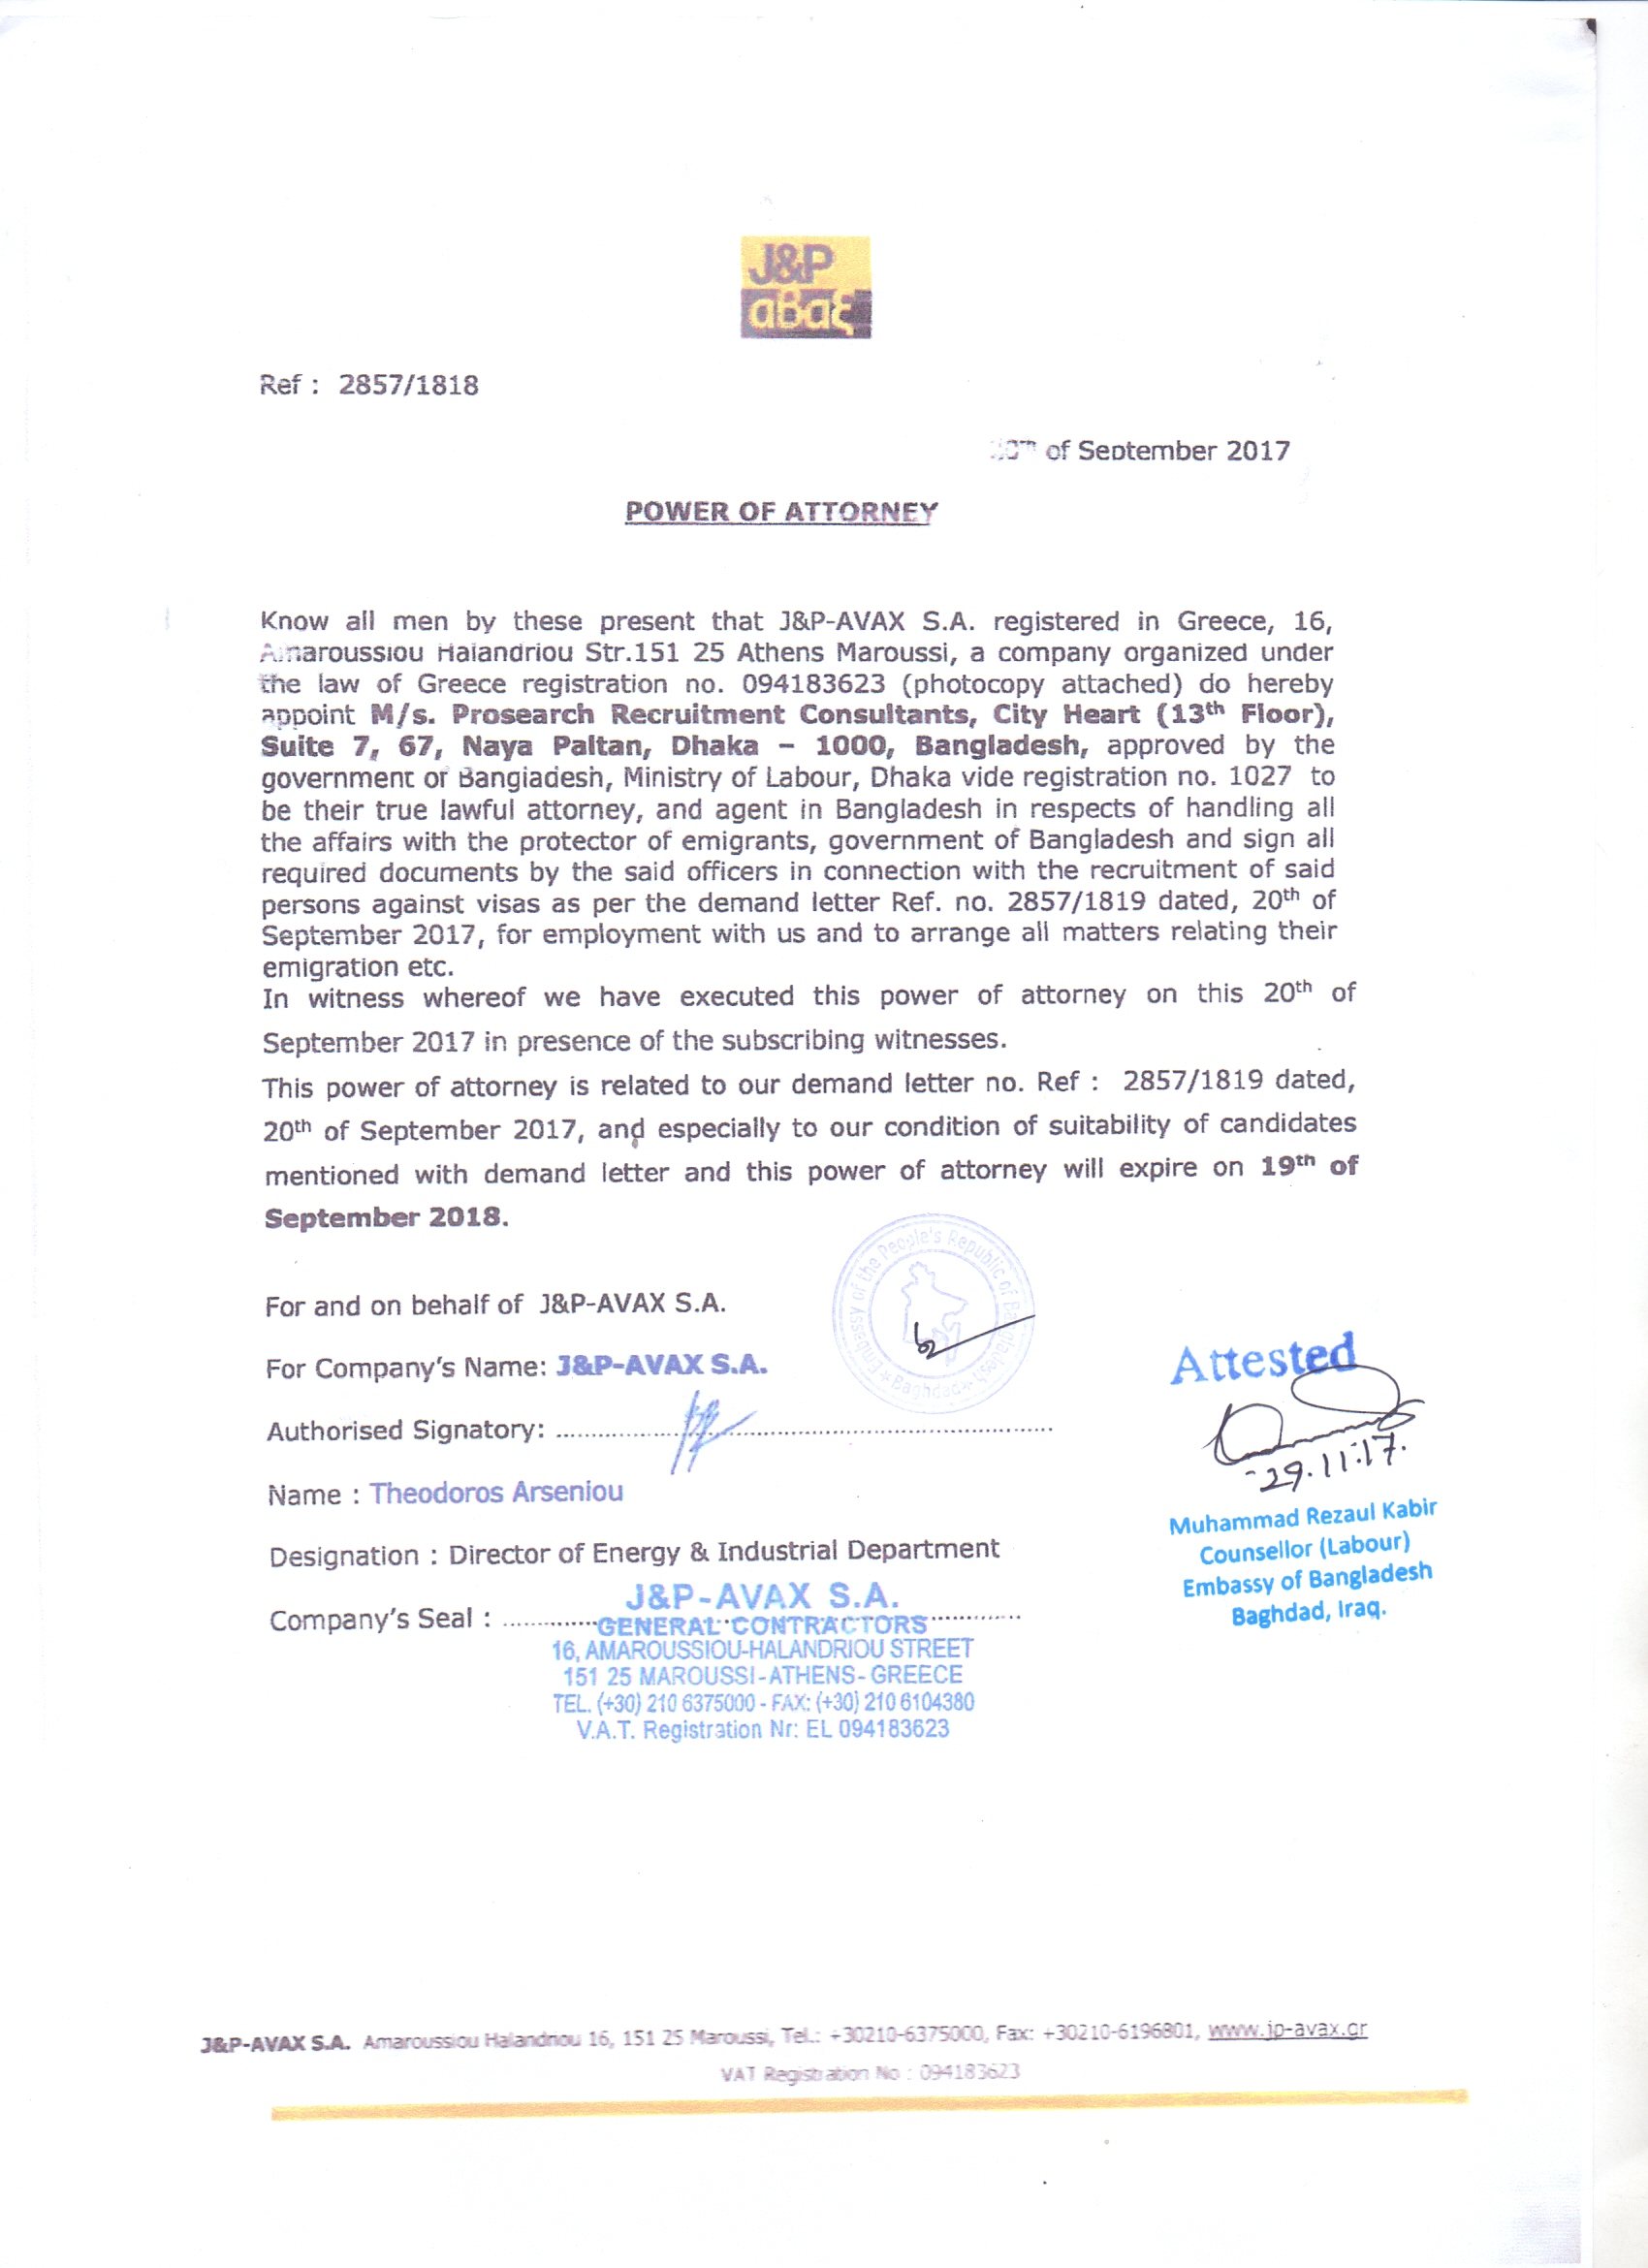 J&P
αβαξ
Ref : 2857/1818
of September 2017
POWER OF ATTORNEY
Know all men by these present that J&P-AVAX S.A. registered in Greece, 16,
Amaroussiou Halandriou Str.151 25 Athens Maroussi, a company organized under
the law of Greece registration no. 094183623 (photocopy attached) do hereby
appoint M/s. Prosearch Recruitment Consultants, City Heart (13th Floor),
Suite 7, 67, Naya Paltan, Dhaka – 1000, Bangladesh, approved by the
government of Bangladesh, Ministry of Labour, Dhaka vide registration no. 1027 to
be their true lawful attorney, and agent in Bangladesh in respects of handling all
the affairs with the protector of emigrants, government of Bangladesh and sign all
required documents by the said officers in connection with the recruitment of said
persons against visas as per the demand letter Ref. no. 2857/1819 dated, 20th of
September 2017, for employment with us and to arrange all matters relating their
emigration etc.
In witness whereof we have executed this power of attorney on this 20th of
September 2017 in presence of the subscribing witnesses.
This power of attorney is related to our demand letter no. Ref : 2857/1819 dated,
20th of September 2017, and especially to our condition of suitability of candidates
mentioned with demand letter and this power of attorney will expire on 19th of
September 2018.
Embassy of the People's Republic of Bangladesh
Baghdad
For and on behalf of J&P-AVAX S.A.
For Company's Name: J&P-AVAX S.A.
Authorised Signatory:
Name : Theodoros Arseniou
Designation : Director of Energy & Industrial Department
Company's Seal :
J&P-AVAX S.A.
GENERAL CONTRACTORS
16, AMAROUSSIOU-HALANDRIOU STREET
151 25 MAROUSSI-ATHENS-GREECE
TEL. (+30) 210 6375000 - FAX: (+30) 210 6104380
V.A.T. Registration Nr: EL 094183623
Attested
29.11.17.
Muhammad Rezaul Kabir
Counsellor (Labour)
Embassy of Bangladesh
Baghdad, Iraq.
J&P-AVAX S.A. Amaroussiou Halandriou 16, 151 25 Maroussi, Tel.: +30210-6375000, Fax: +30210-6196801, www.jp-avax.gr
VAT Registration No : 094183623